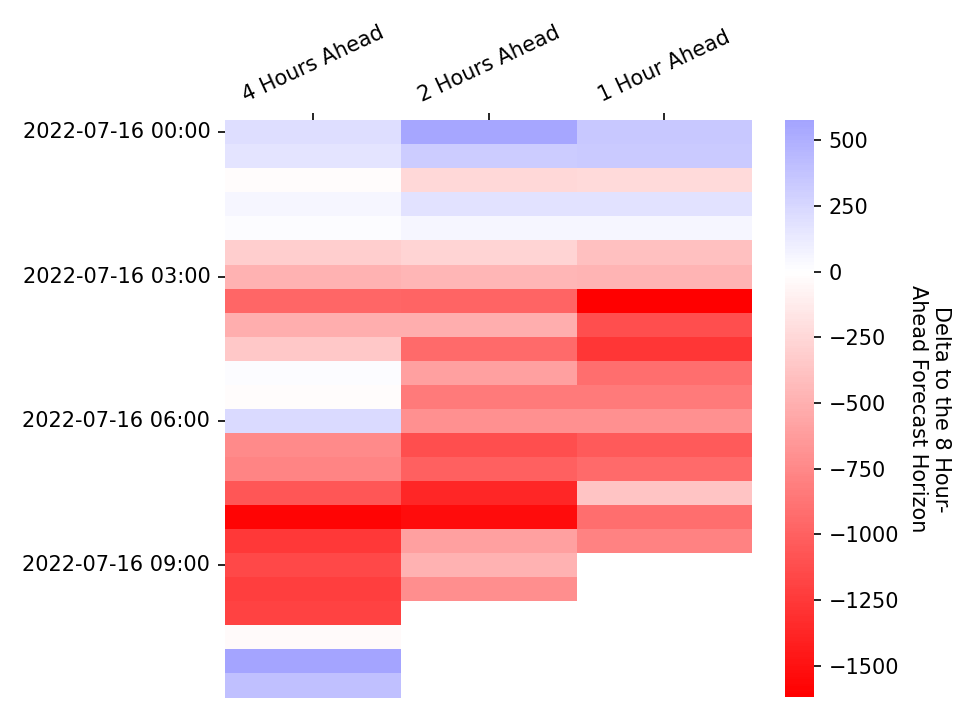 4 Hours Ahead
2 Hours Ahead
1 Hour Ahead
2022-07-16 00:00
2022-07-16 03:00
2022-07-16 06:00
2022-07-16 09:00
500
250
0
−250
−500
−750
−1000
−1250
−1500
Delta to the 8 Hour-
Ahead Forecast Horizon